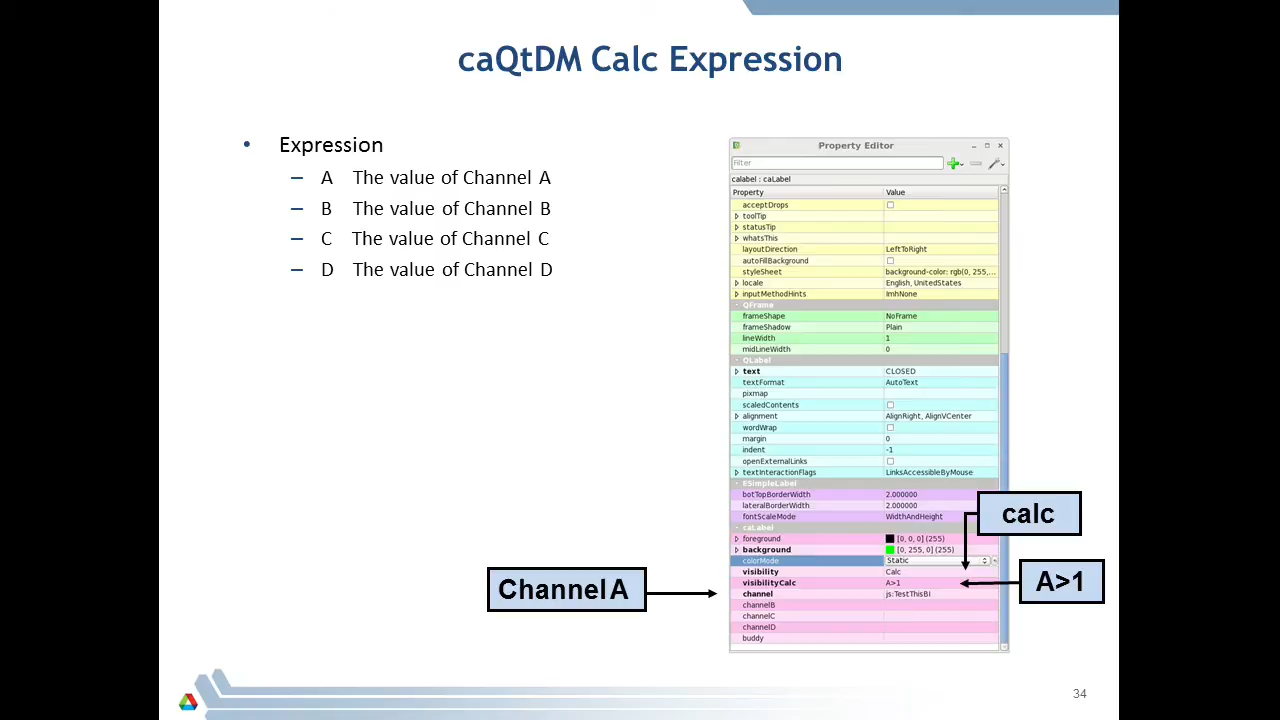 caQtDM Calc Expression
• Expression
– A The value of Channel A
– B The value of Channel B
– C The value of Channel C
– D The value of Channel D
Property Editor
Filter
calabel : caLabel
Property Value
acceptDrops
toolTip
statusTip
whatsThis
layoutDirection LeftToRight
autoFillBackground
styleSheet background-color: rgb(0, 255,...
locale English, UnitedStates
inputMethodHints ImhNone
QFrame
frameShape NoFrame
frameShadow Plain
lineWidth 1
midLineWidth 0
QLabel
text CLOSED
textFormat AutoText
pixmap
scaledContents
alignment AlignRight, AlignVCenter
wordWrap
margin 0
indent -1
openExternalLinks
textInteractionFlags LinksAccessibleByMouse
ESimpleLabel
botTopBorderWidth 2.000000
lateralBorderWidth 2.000000
fontScaleMode WidthAndHeight
caLabel
foreground [0, 0, 0] (255)
background [0, 255, 0] (255)
colorMode Static
visibility Calc
visibilityCalc A>1
channel js:TestThisBi
channelB
channelC
channelD
buddy
calc
A>1
Channel A
34